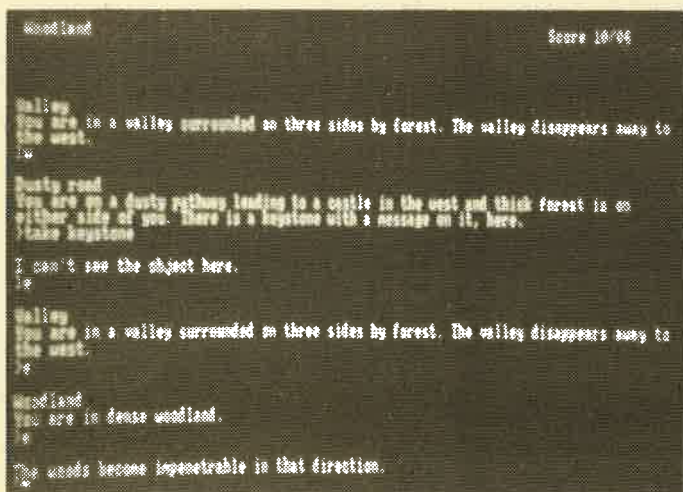 Woodland Score 10/06
Valley
You are in a valley surrounded on three sides by forest. The valley disappears away to
the west.
>w
Dusty road
You are on a dusty pathway leading to a castle in the west and thick forest is on
either side of you. There is a keystone with a message on it, here.
>take keystone
I can't see the object here.
>e
Valley
You are in a valley surrounded on three sides by forest. The valley disappears away to
the west.
>e
Woodland
You are in dense woodland.
>e
The woods become impenetrable in that direction.
>w